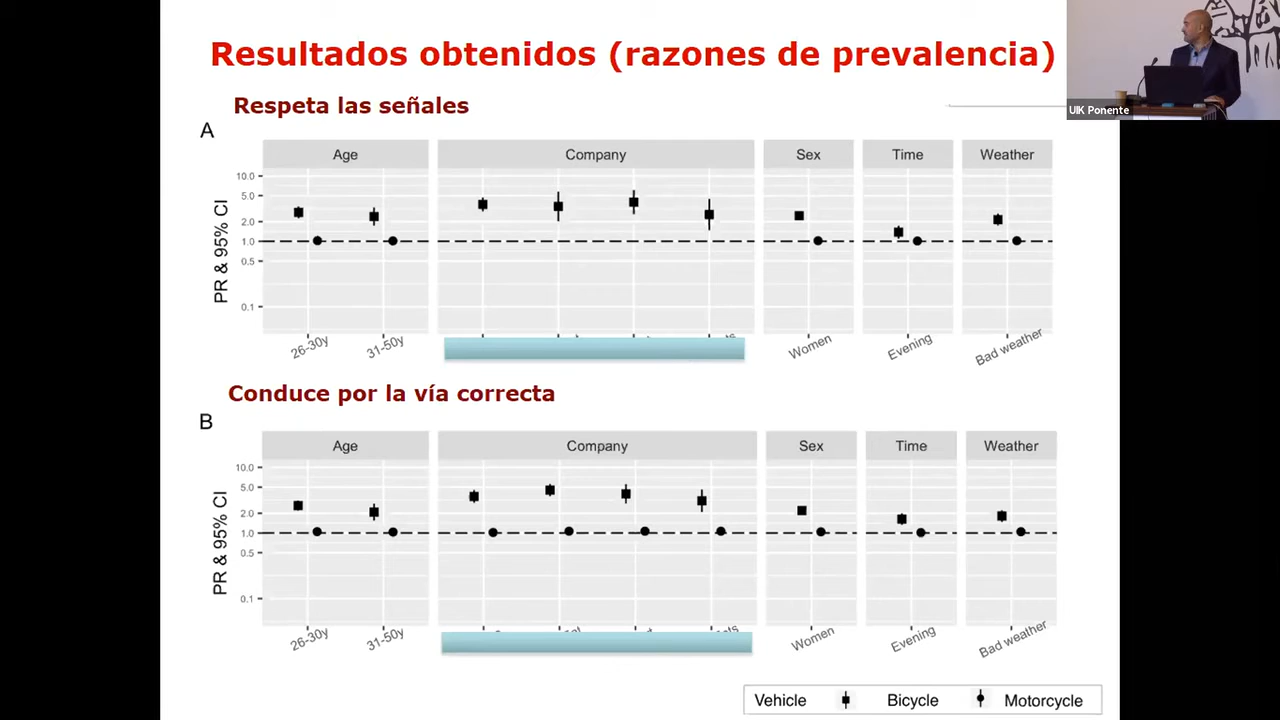 Resultados obtenidos (razones de prevalencia)
UIK Ponente
Respeta las señales
A
Age
Company
Sex
Time
Weather
PR & 95% CI
10.0
5.0
2.0
1.0
0.5
0.1
26-30y
31-50y
Women
Evening
Bad weather
Conduce por la vía correcta
B
Age
Company
Sex
Time
Weather
PR & 95% CI
10.0
5.0
2.0
1.0
0.5
0.1
26-30y
31-50y
Women
Evening
Bad weather
Vehicle
Bicycle
Motorcycle